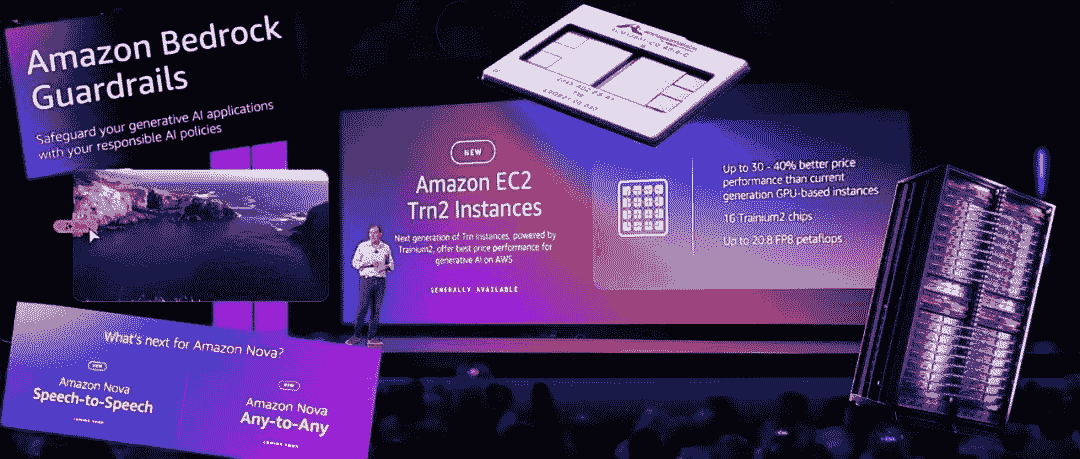 Amazon Bedrock
Guardrails
Safeguard your generative AI applications
with your responsible AI policies
NEW
Amazon EC2
Trn2 Instances
Next generation of Trn instances, powered by
Trainium2, offer best price performance for
generative AI on AWS
GENERALLY AVAILABLE
Up to 30 - 40% better price
performance than current
generation GPU-based instances
16 Trainium2 chips
Up to 20.8 FP8 petaflops
What's next for Amazon Nova?
NEW
Amazon Nova
Speech-to-Speech
COMING SOON
NEW
Amazon Nova
Any-to-Any
COMING SOON